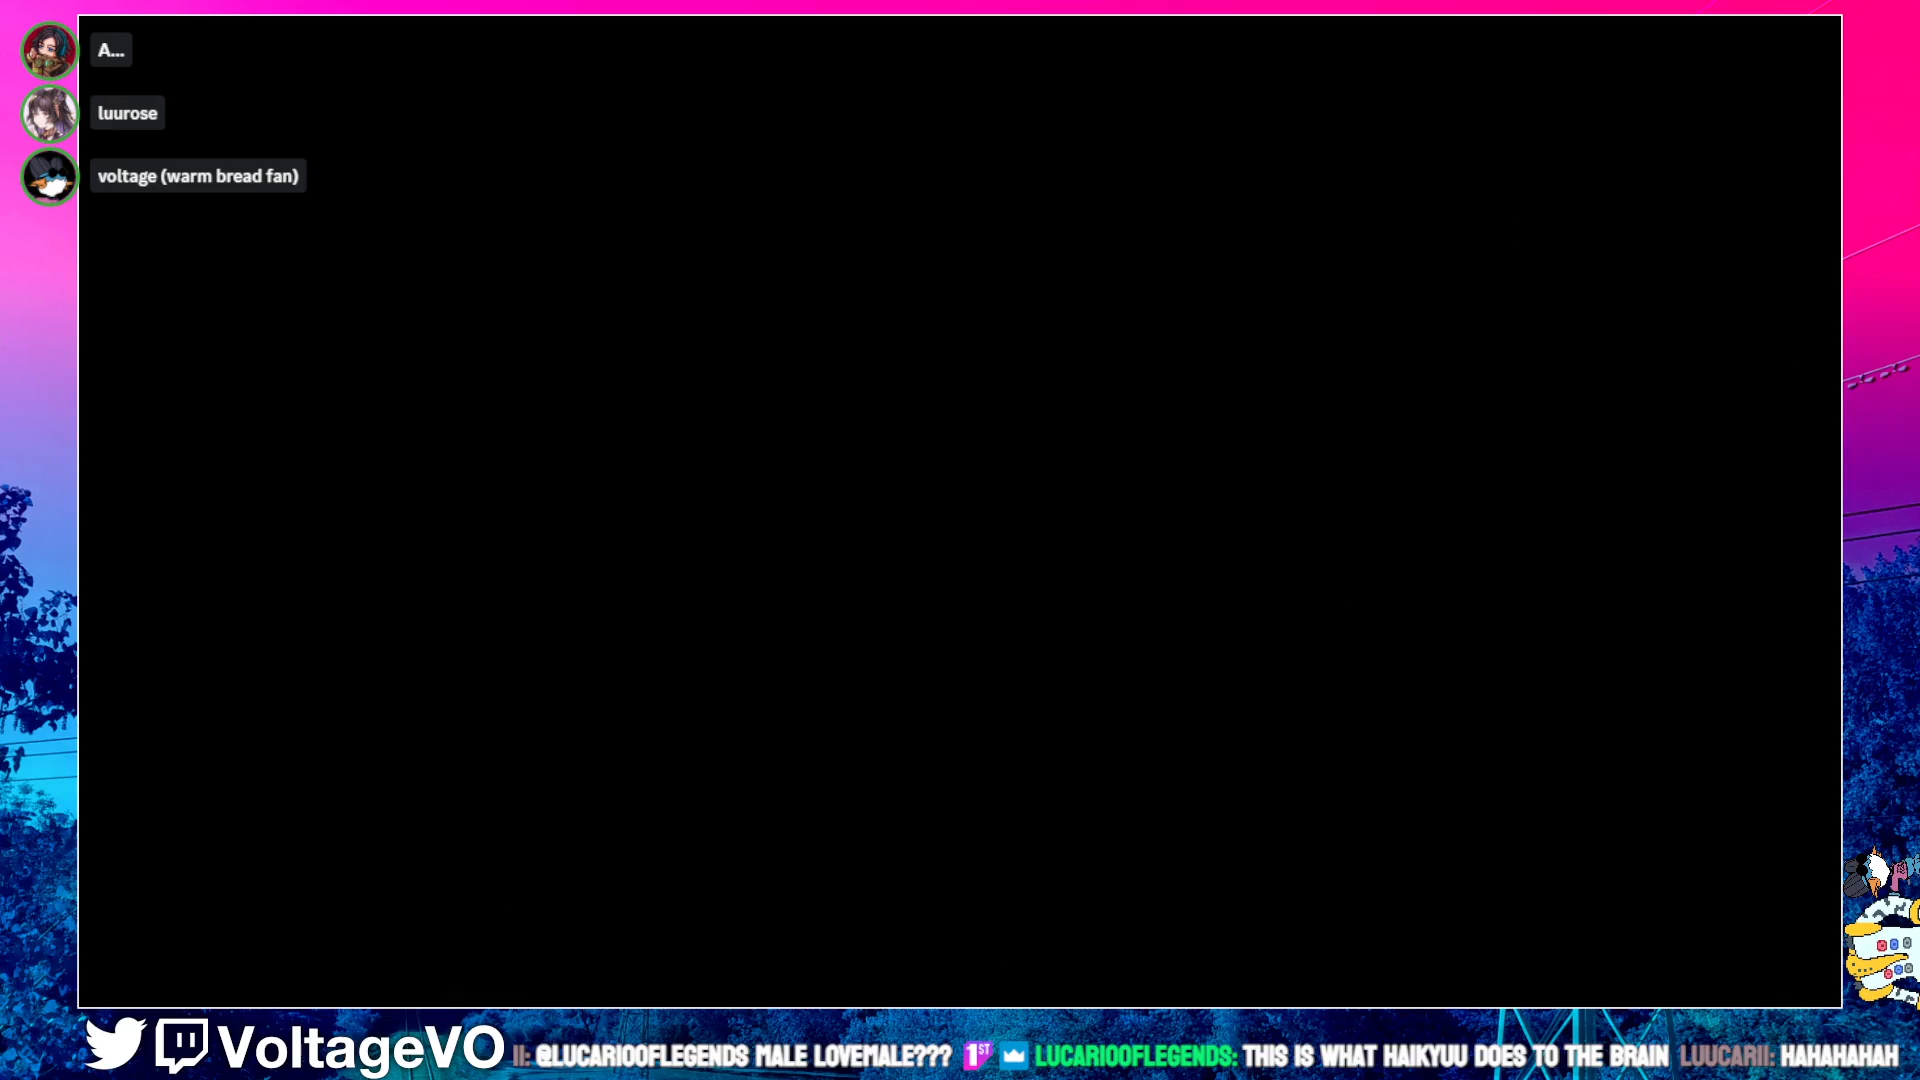 A...
luurose
voltage (warm bread fan)
VoltageVO
II: @LUCARIOOFLEGENDS MALE LOVEMALE??? 1ST LUCARIOOFLEGENDS: THIS IS WHAT HAIKYUU DOES TO THE BRAIN LUUCARII: HAHAHAHAH